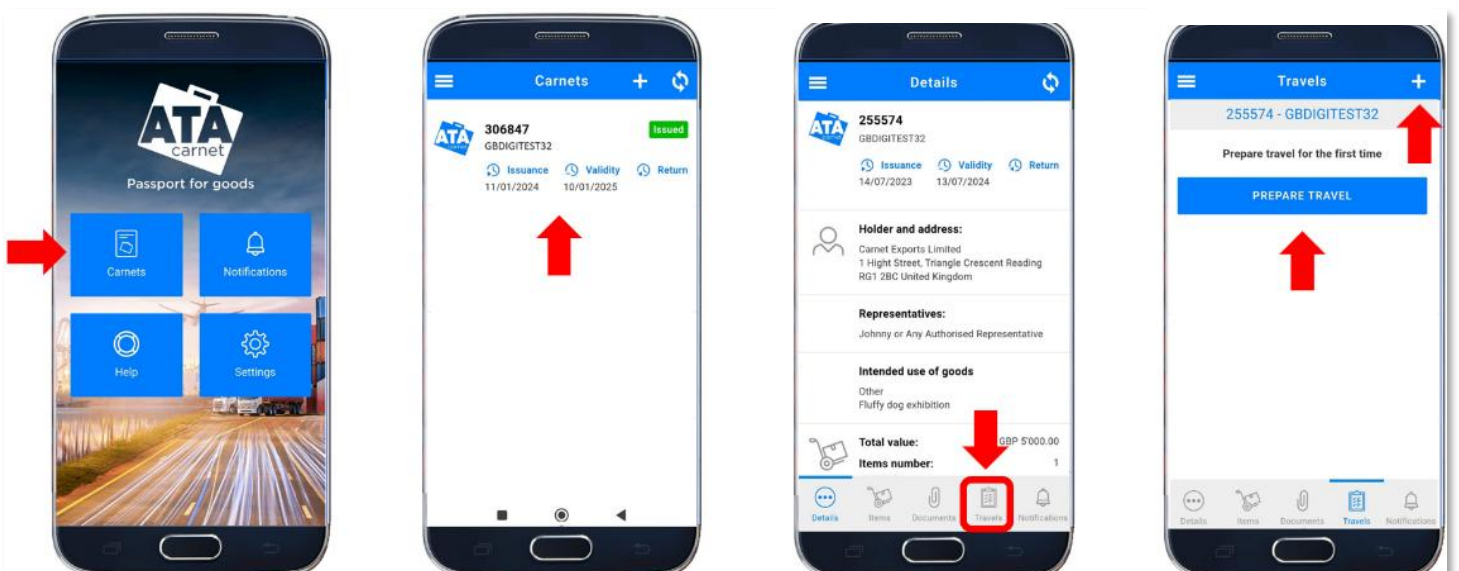 ATA
carnet
Passport for goods
Carnets
Notifications
Help
Settings
Carnets
ATA
carnet
306847
Issued
GBDIGITEST32
Issuance Validity Return
11/01/2024 10/01/2025
Details
ATA
carnet
255574
GBDIGITEST32
Issuance Validity Return
14/07/2023 13/07/2024
Holder and address:
Carnet Exports Limited
1 Hight Street, Triangle Crescent Reading
RG1 2BC United Kingdom
Representatives:
Johnny or Any Authorised Representative
Intended use of goods
Other
Fluffy dog exhibition
Total value: GBP 5'000.00
Items number: 1
Details Items Documents Travels Notifications
Travels
255574 - GBDIGITEST32
Prepare travel for the first time
PREPARE TRAVEL
Details Items Documents Travels Notifications